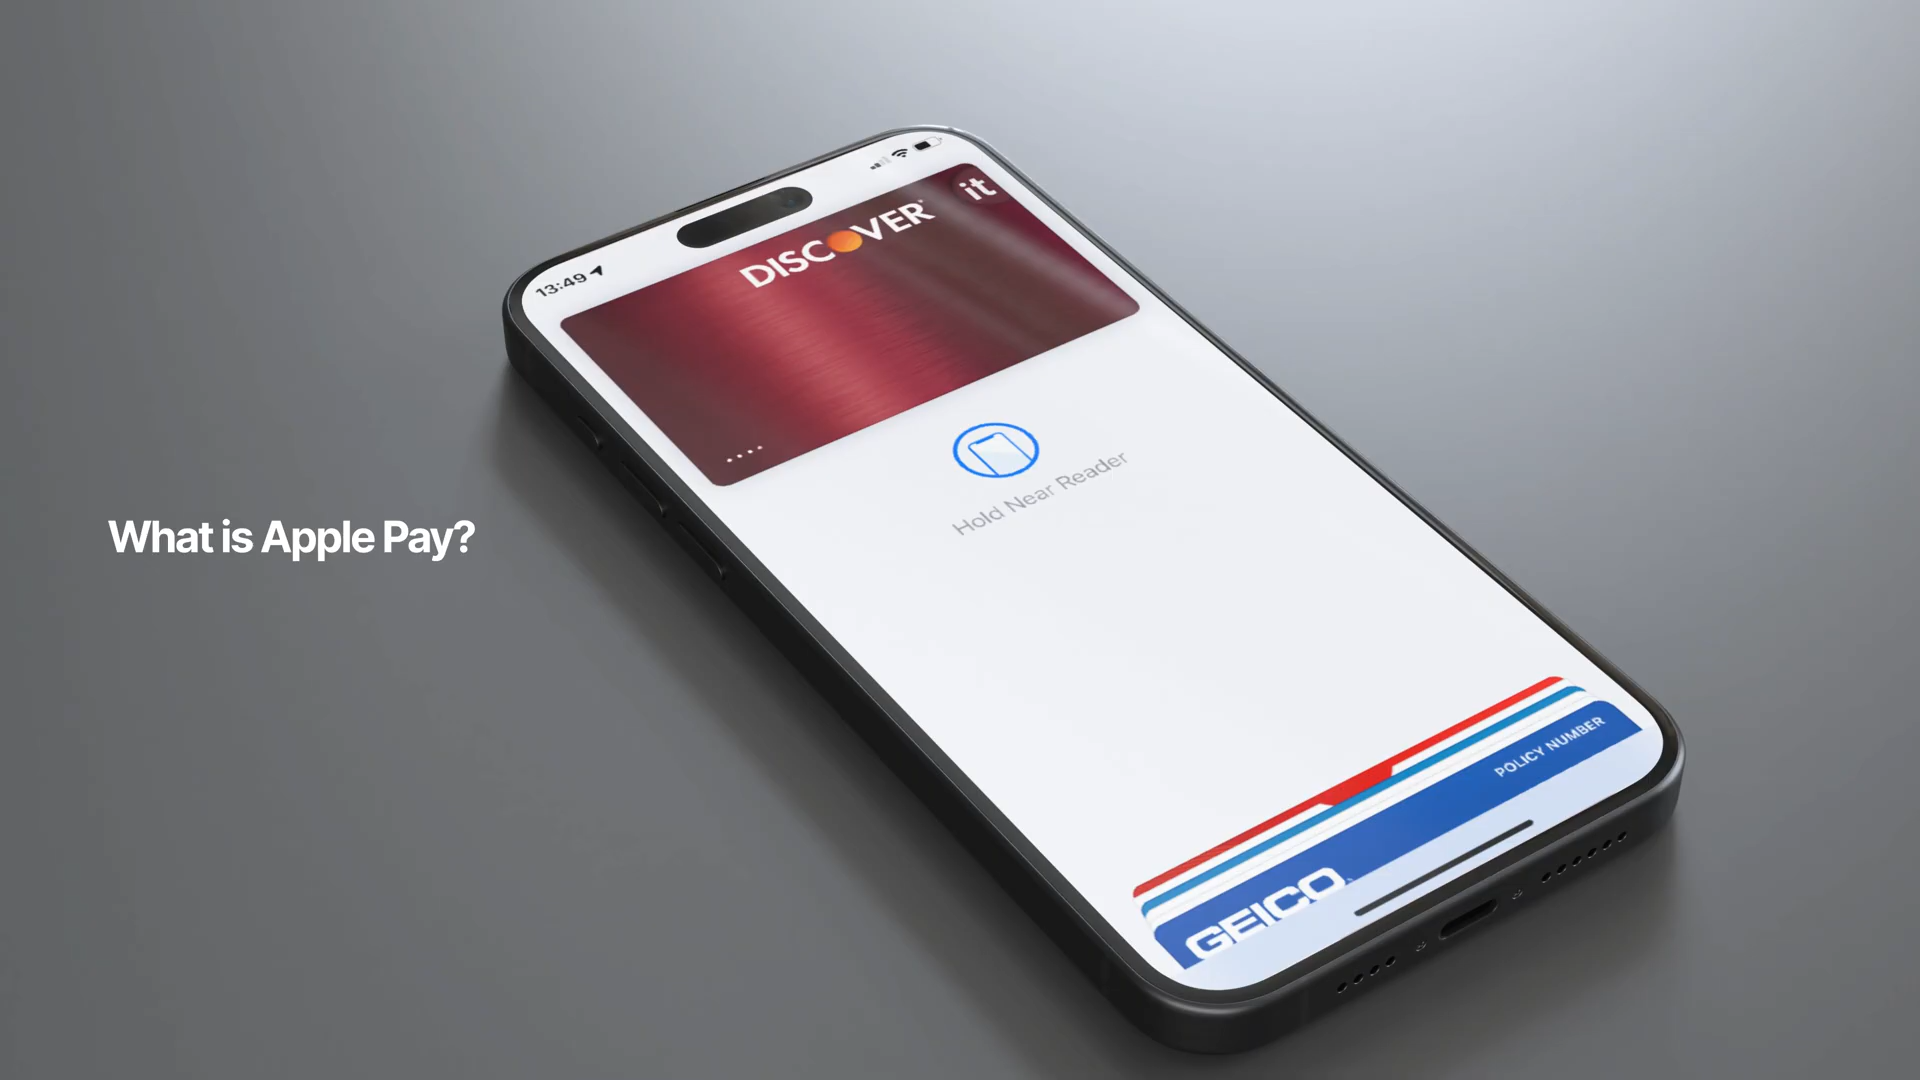 What is Apple Pay?
13:49
DISCOVER
it
••••
Hold Near Reader
POLICY NUMBER
GEICO